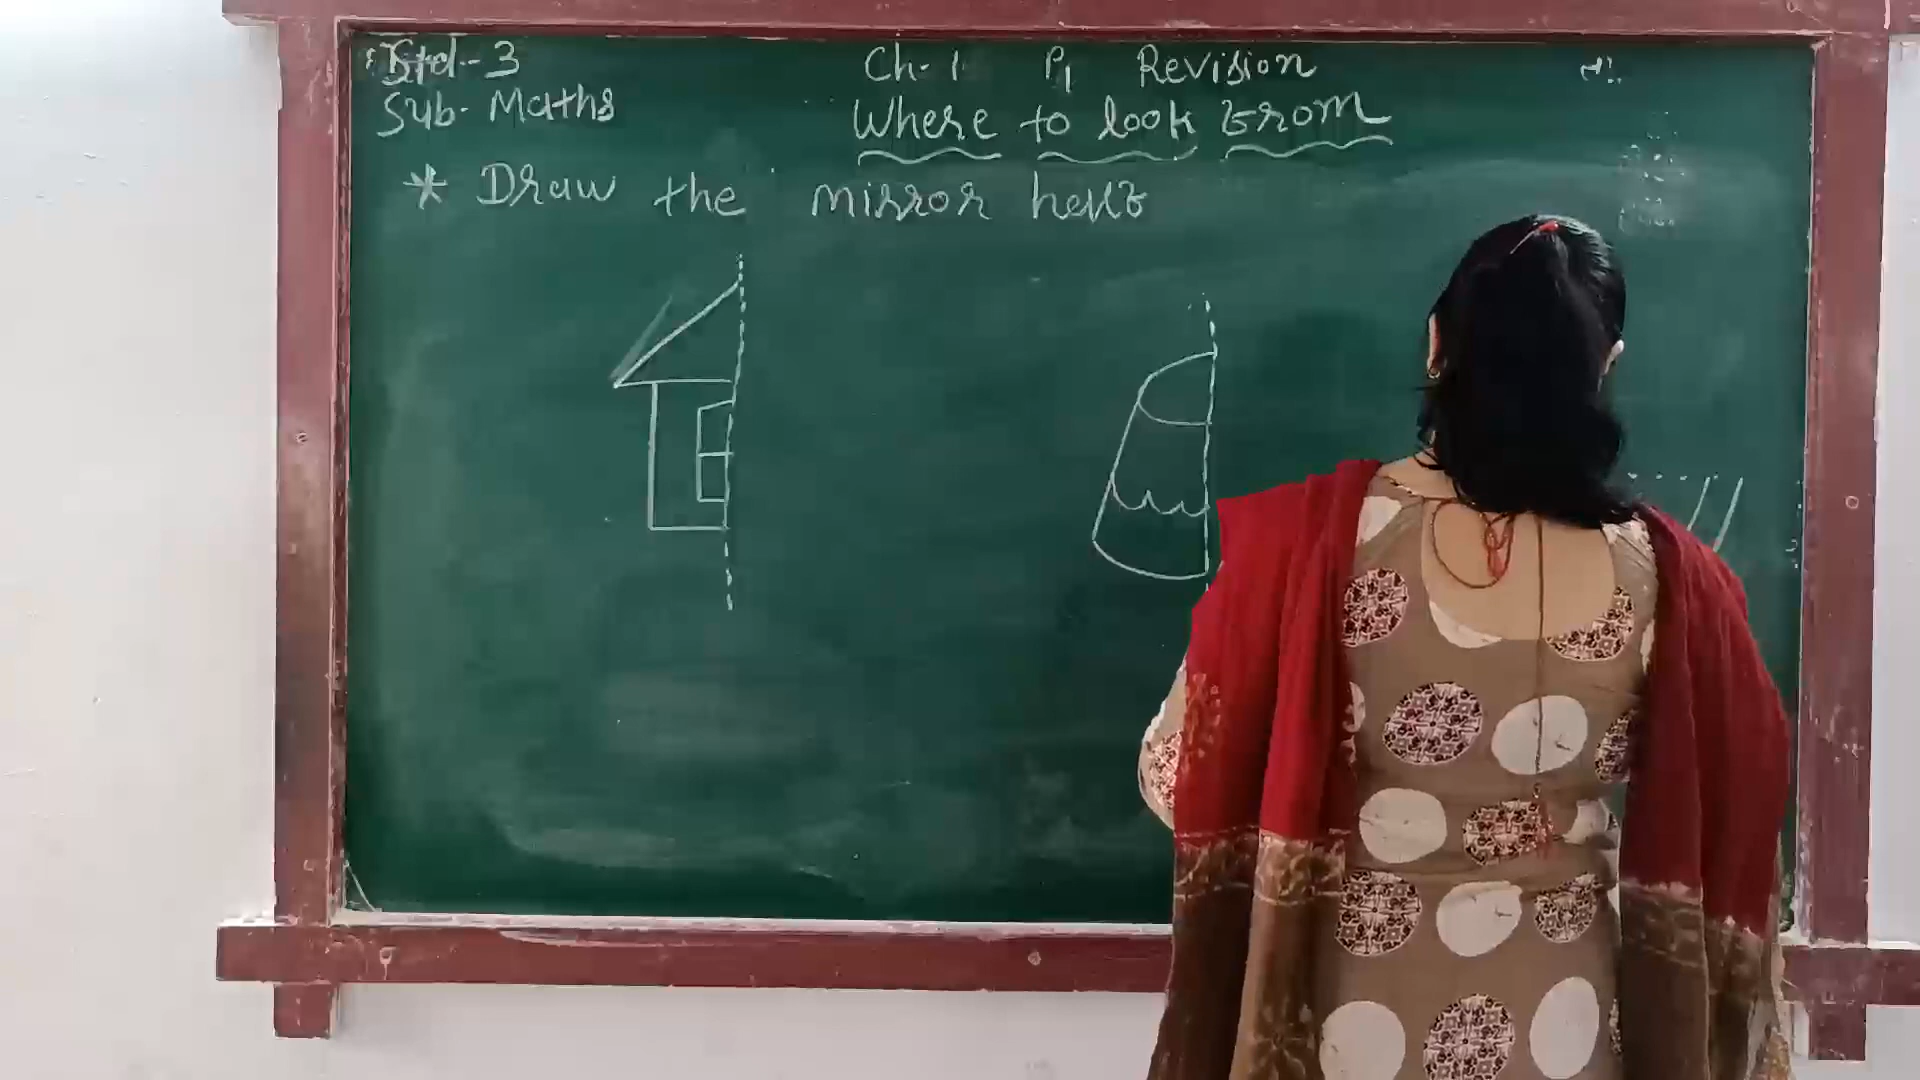 Std-3
Ch-1 P1 Revision
Sub- Maths
Where to look From
* Draw the mirror half